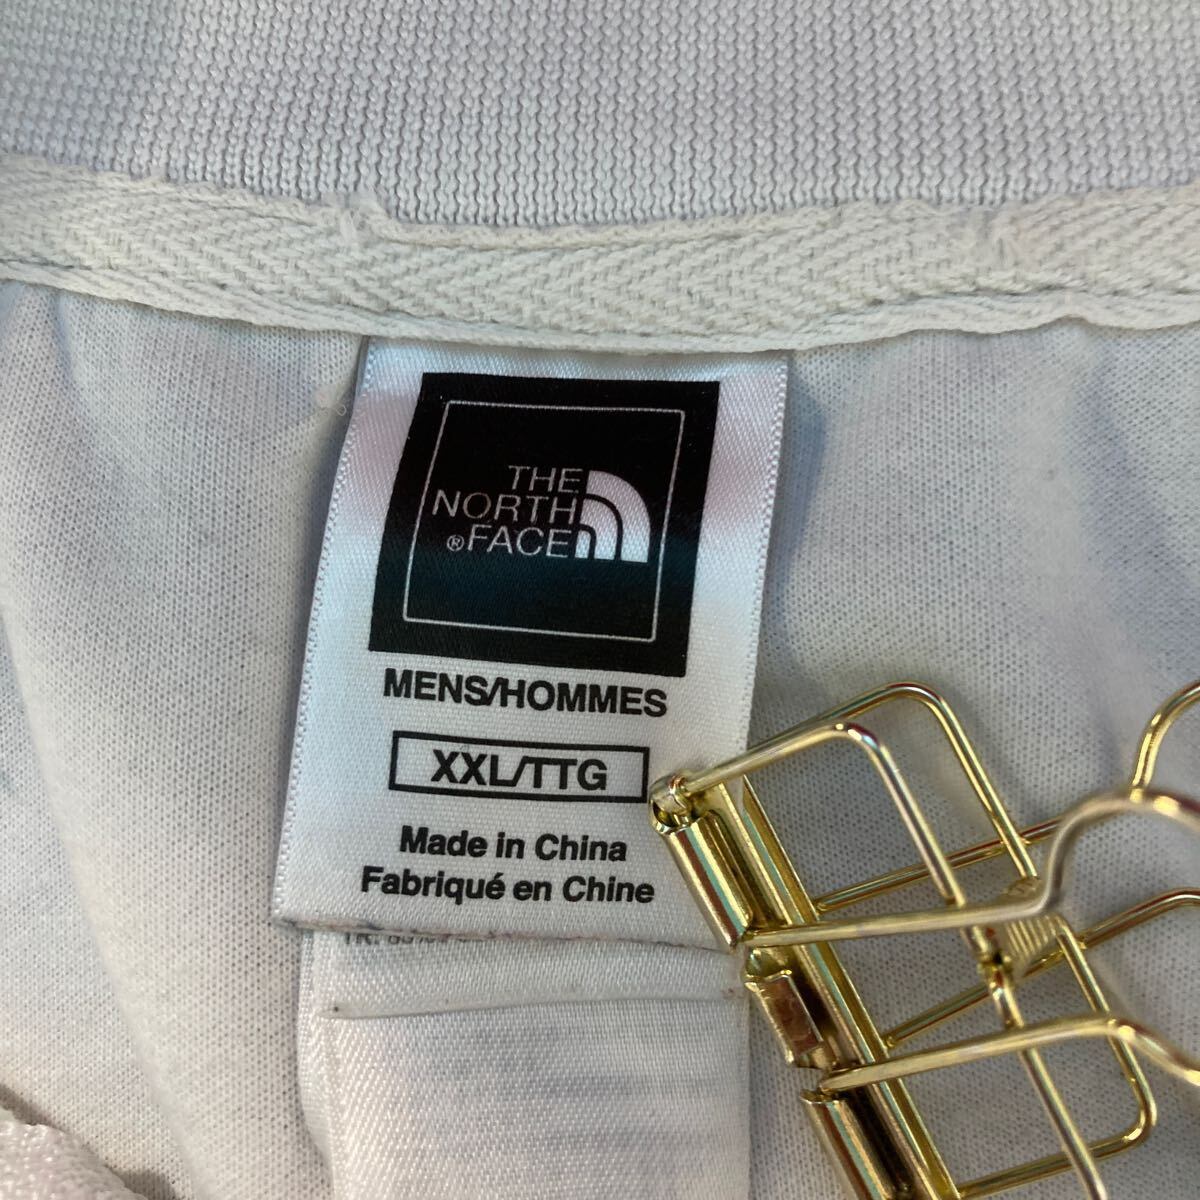 THE
NORTH
®FACE
MENS/HOMMES
XXL/TTG
Made in China
Fabriqué en Chine